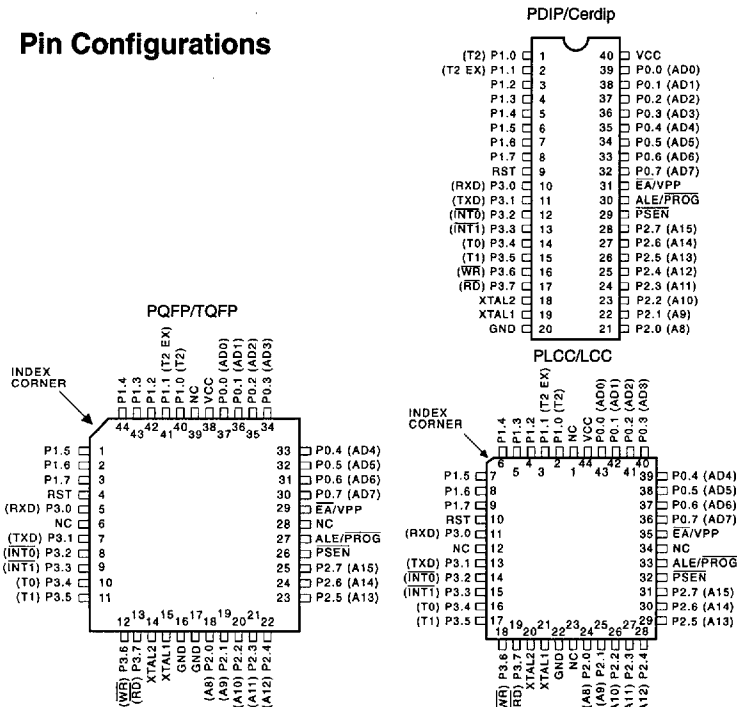 Pin Configurations
PDIP/Cerdip
(T2) P1.0 1 40 VCC
(T2 EX) P1.1 2 39 P0.0 (AD0)
P1.2 3 38 P0.1 (AD1)
P1.3 4 37 P0.2 (AD2)
P1.4 5 36 P0.3 (AD3)
P1.5 6 35 P0.4 (AD4)
P1.6 7 34 P0.5 (AD5)
P1.7 8 33 P0.6 (AD6)
RST 9 32 P0.7 (AD7)
(RXD) P3.0 10 31 EA/VPP
(TXD) P3.1 11 30 ALE/PROG
(INT0) P3.2 12 29 PSEN
(INT1) P3.3 13 28 P2.7 (A15)
(T0) P3.4 14 27 P2.6 (A14)
(T1) P3.5 15 26 P2.5 (A13)
(WR) P3.6 16 25 P2.4 (A12)
(RD) P3.7 17 24 P2.3 (A11)
XTAL2 18 23 P2.2 (A10)
XTAL1 19 22 P2.1 (A9)
GND 20 21 P2.0 (A8)
PQFP/TQFP
INDEX
CORNER
P1.4
P1.3
P1.2
P1.1 (T2 EX)
P1.0 (T2)
NC
VCC
P0.0 (AD0)
P0.1 (AD1)
P0.2 (AD2)
P0.3 (AD3)
44 43 42 41 40 39 38 37 36 35 34
P1.5 1 33 P0.4 (AD4)
P1.6 2 32 P0.5 (AD5)
P1.7 3 31 P0.6 (AD6)
RST 4 30 P0.7 (AD7)
(RXD) P3.0 5 29 EA/VPP
NC 6 28 NC
(TXD) P3.1 7 27 ALE/PROG
(INT0) P3.2 8 26 PSEN
(INT1) P3.3 9 25 P2.7 (A15)
(T0) P3.4 10 24 P2.6 (A14)
(T1) P3.5 11 23 P2.5 (A13)
12 13 14 15 16 17 18 19 20 21 22
(WR) P3.6
(RD) P3.7
XTAL2
XTAL1
GND
GND
(A8) P2.0
(A9) P2.1
(A10) P2.2
(A11) P2.3
(A12) P2.4
PLCC/LCC
INDEX
CORNER
P1.4
P1.3
P1.2
P1.1 (T2 EX)
P1.0 (T2)
NC
VCC
P0.0 (AD0)
P0.1 (AD1)
P0.2 (AD2)
P0.3 (AD3)
6 5 4 3 2 1 44 43 42 41 40
P1.5 7 39 P0.4 (AD4)
P1.6 8 38 P0.5 (AD5)
P1.7 9 37 P0.6 (AD6)
RST 10 36 P0.7 (AD7)
(RXD) P3.0 11 35 EA/VPP
NC 12 34 NC
(TXD) P3.1 13 33 ALE/PROG
(INT0) P3.2 14 32 PSEN
(INT1) P3.3 15 31 P2.7 (A15)
(T0) P3.4 16 30 P2.6 (A14)
(T1) P3.5 17 29 P2.5 (A13)
18 19 20 21 22 23 24 25 26 27 28
WR) P3.6
RD) P3.7
XTAL2
XTAL1
GND
NC
(A8) P2.0
(A9) P2.1
A10) P2.2
A11) P2.3
A12) P2.4